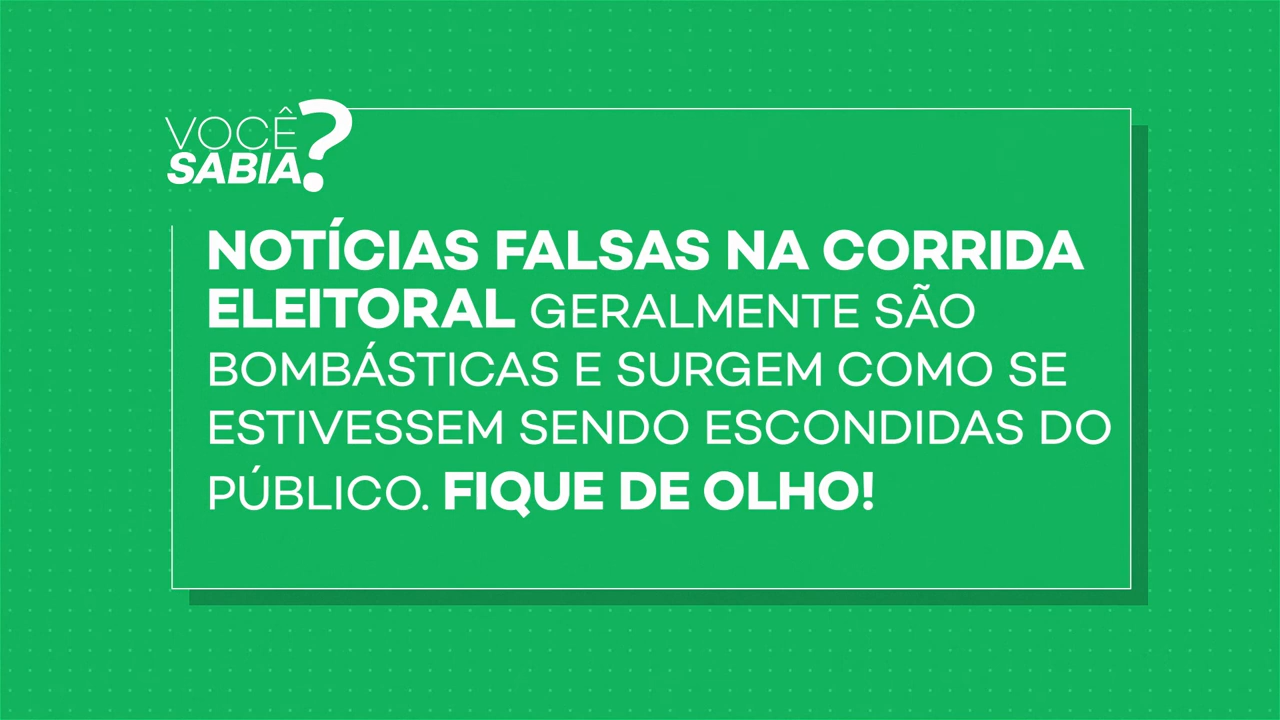 VOCÊ
SABIA?
NOTÍCIAS FALSAS NA CORRIDA
ELEITORAL GERALMENTE SÃO
BOMBÁSTICAS E SURGEM COMO SE
ESTIVESSEM SENDO ESCONDIDAS DO
PÚBLICO. FIQUE DE OLHO!